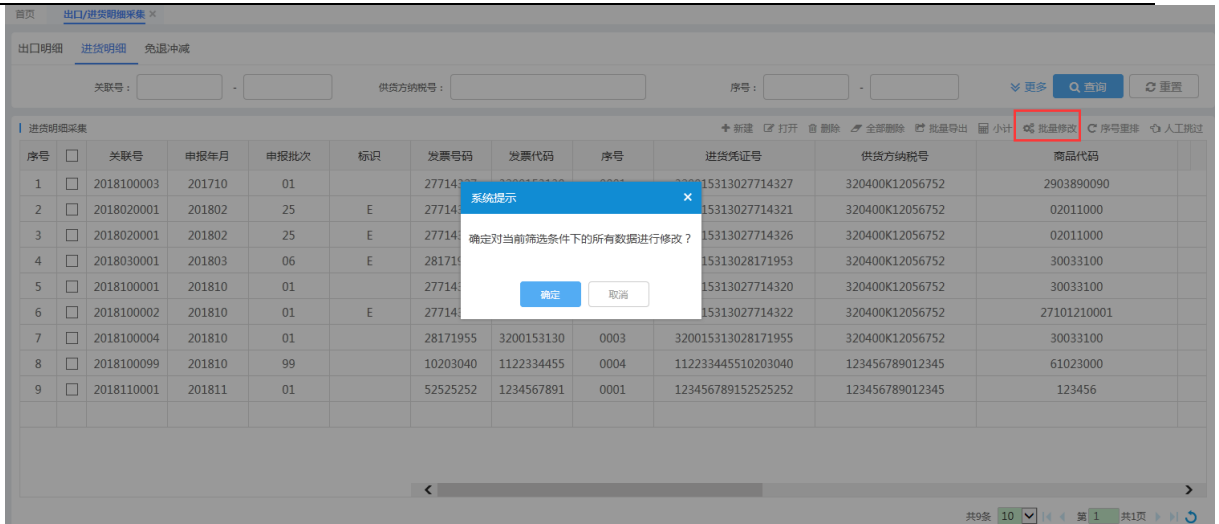 首页 出口/进货明细采集 ×
出口明细 进货明细 免退冲减
关联号： - 供货方纳税号： 序号： - 更多 查询 重置
进货明细采集 新建 打开 删除 全部删除 批量导出 小计 批量修改 序号重排 人工挑过
序号 关联号 申报年月 申报批次 标识 发票号码 发票代码 序号 进货凭证号 供货方纳税号 商品代码
1 2018100003 201710 01 320400K12056752 2903890090
系统提示 ×
2 2018020001 201802 25 E 27714 15313027714321 320400K12056752 02011000
3 2018020001 201802 25 E 27714 15313027714326 320400K12056752 02011000
确定对当前筛选条件下的所有数据进行修改？
4 2018030001 201803 06 E 28171 15313028171953 320400K12056752 30033100
5 2018100001 201810 01 27714 15313027714320 320400K12056752 30033100
确定 取消
6 2018100002 201810 01 E 27714 15313027714322 320400K12056752 27101210001
7 2018100004 201810 01 28171955 3200153130 0003 320015313028171955 320400K12056752 30033100
8 2018100099 201810 99 10203040 1122334455 0004 112233445510203040 123456789012345 61023000
9 2018110001 201811 01 52525252 1234567891 0001 123456789152525252 123456789012345 123456
共9条 10 第 1 共1页